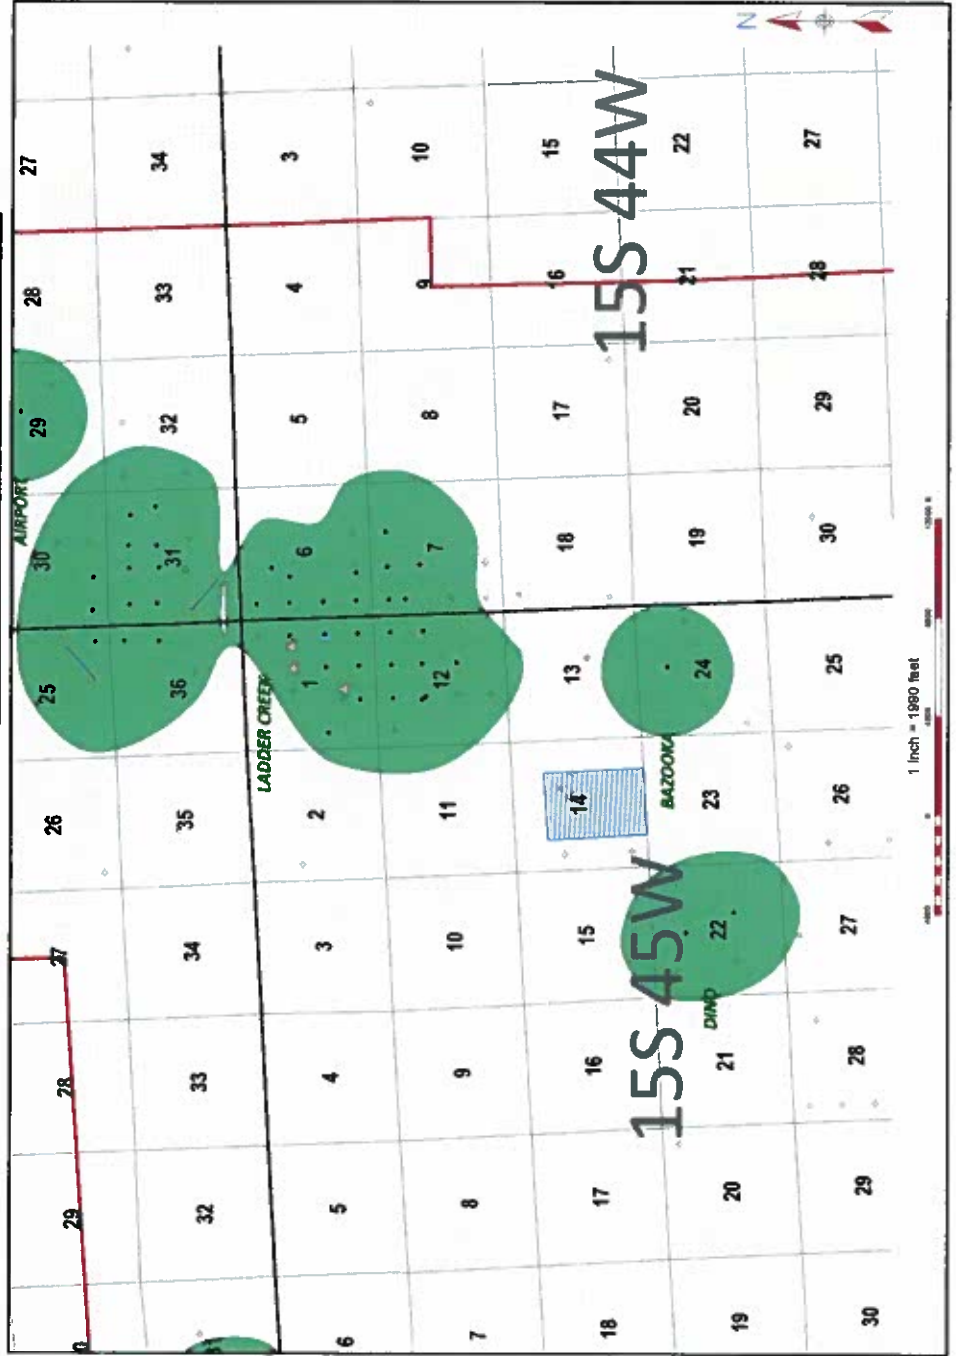 AIRPORT
29 28 27 26 25 30 29 28 27
31 32 33 34 35 36 31 32 33 34
LADDER CREEK
6 5 4 3 2 1 6 5 4 3
7 8 9 10 11 12 7 8 9 10
18 17 16 15 14 13 18 17 16 15
15S 45W
15S 44W
BAZOOKA
DINO
19 20 21 22 23 24 19 20 21 22
30 29 28 27 26 25 30 29 28 27
N
1 inch = 1990 feet